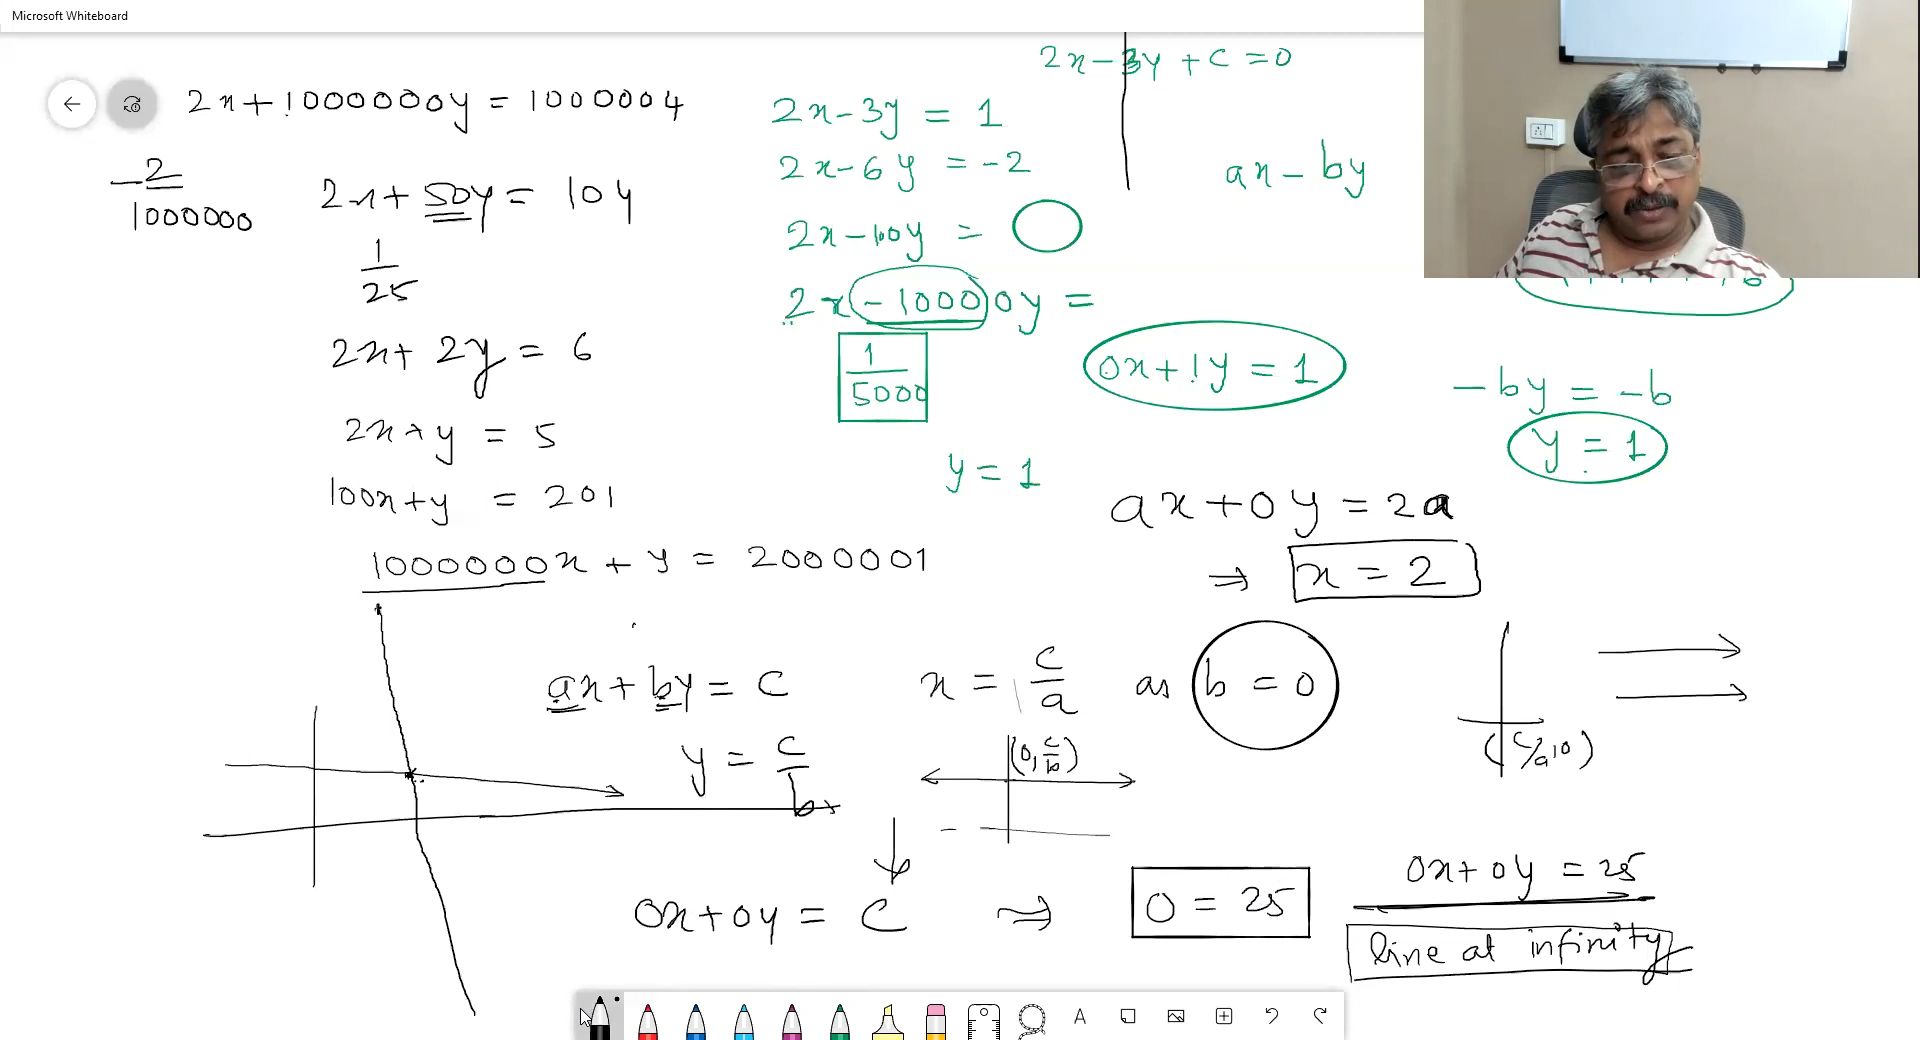 Microsoft Whiteboard
2x-3y+c=0
2x+1000000y = 1000004
2x-3y = 1
-2/1000000
2x+50y = 104
2x-6y = -2
ax-by
1/25
2x-100y =
2x-10000y =
2x+2y = 6
1/5000
0x+1y = 1
-by = -b
2x+y = 5
y = 1
y = 1
100x+y = 201
ax+0y = 2a
1000000x+y = 2000001
⇒ x = 2
ax+by = c
x = c/a as b = 0
y = c/b
(0, c/b)
(c/a, 0)
0x+0y = c ⇒ 0 = 25
0x+0y = 25
line at infinity
A